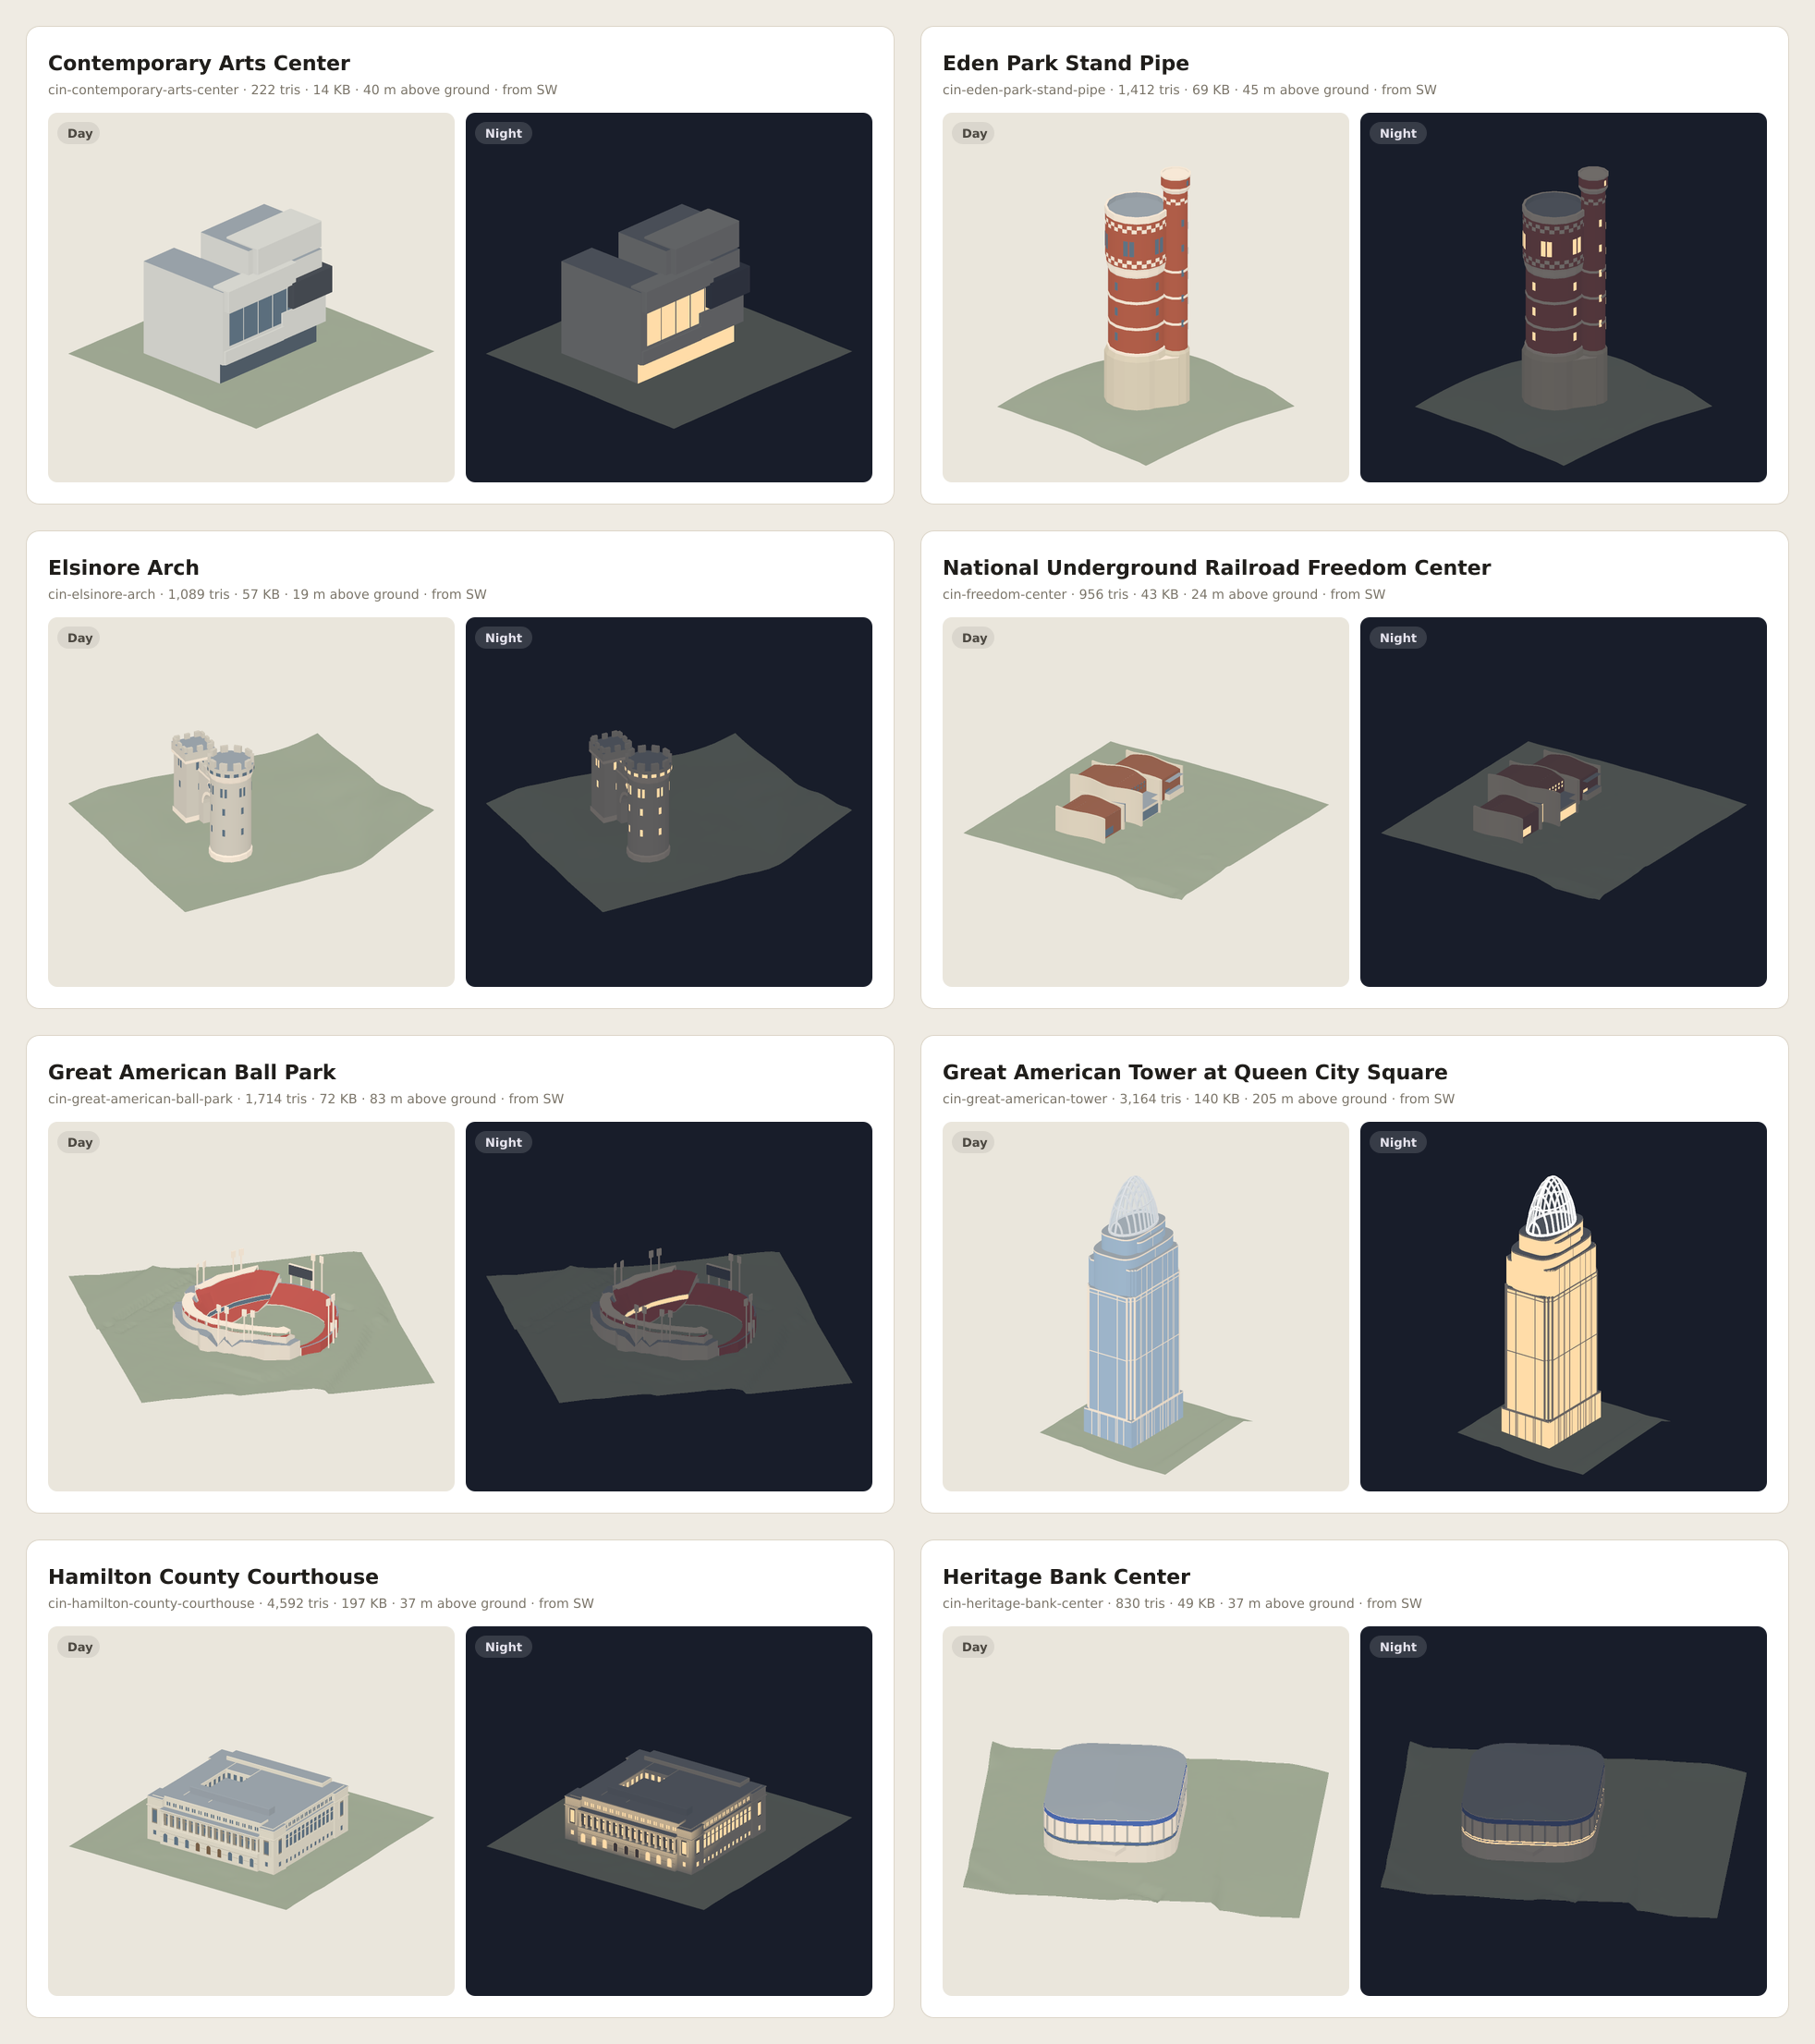 Contemporary Arts Center
cin-contemporary-arts-center · 222 tris · 14 KB · 40 m above ground · from SW
Day
Night
Eden Park Stand Pipe
cin-eden-park-stand-pipe · 1,412 tris · 69 KB · 45 m above ground · from SW
Day
Night
Elsinore Arch
cin-elsinore-arch · 1,089 tris · 57 KB · 19 m above ground · from SW
Day
Night
National Underground Railroad Freedom Center
cin-freedom-center · 956 tris · 43 KB · 24 m above ground · from SW
Day
Night
Great American Ball Park
cin-great-american-ball-park · 1,714 tris · 72 KB · 83 m above ground · from SW
Day
Night
Great American Tower at Queen City Square
cin-great-american-tower · 3,164 tris · 140 KB · 205 m above ground · from SW
Day
Night
Hamilton County Courthouse
cin-hamilton-county-courthouse · 4,592 tris · 197 KB · 37 m above ground · from SW
Day
Night
Heritage Bank Center
cin-heritage-bank-center · 830 tris · 49 KB · 37 m above ground · from SW
Day
Night